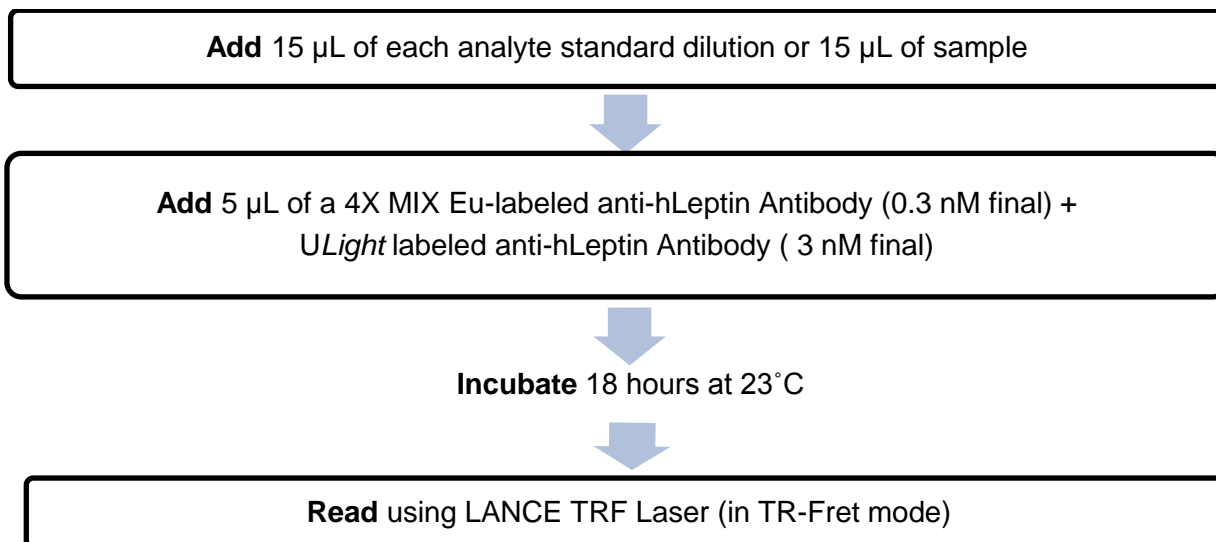 Add 15 µL of each analyte standard dilution or 15 µL of sample
Add 5 µL of a 4X MIX Eu-labeled anti-hLeptin Antibody (0.3 nM final) +
ULight labeled anti-hLeptin Antibody ( 3 nM final)
Incubate 18 hours at 23˚C
Read using LANCE TRF Laser (in TR-Fret mode)